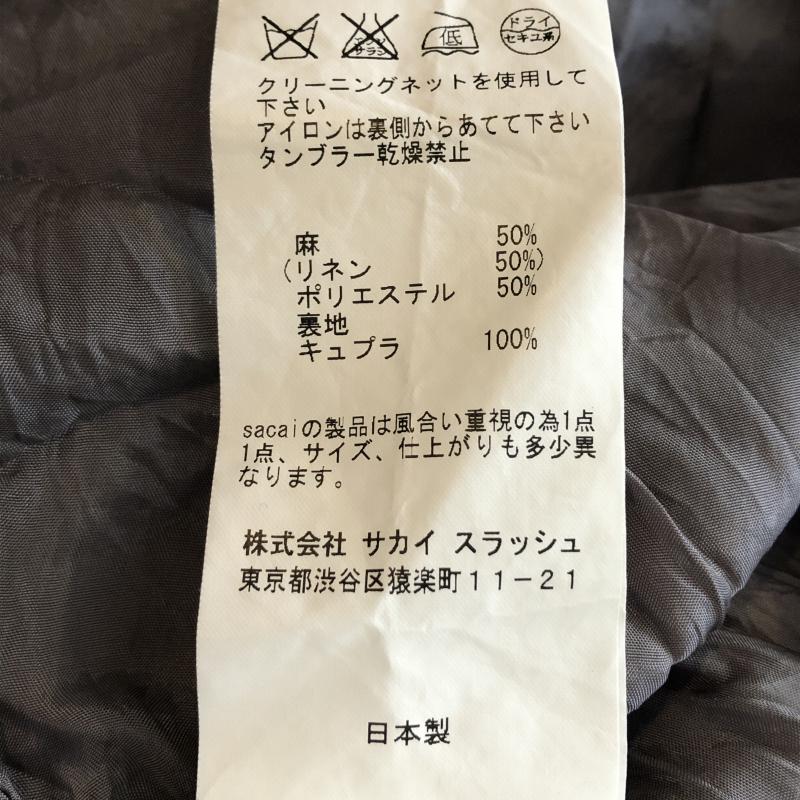 低 ドライ セキユ系
クリーニングネットを使用して
下さい
アイロンは裏側からあてて下さい
タンブラー乾燥禁止
麻 50%
(リネン 50%)
ポリエステル 50%
裏地
キュプラ 100%
sacaiの製品は風合い重視の為1点
1点、サイズ、仕上がりも多少異
なります。
株式会社 サカイ スラッシュ
東京都渋谷区猿楽町11-21
日本製